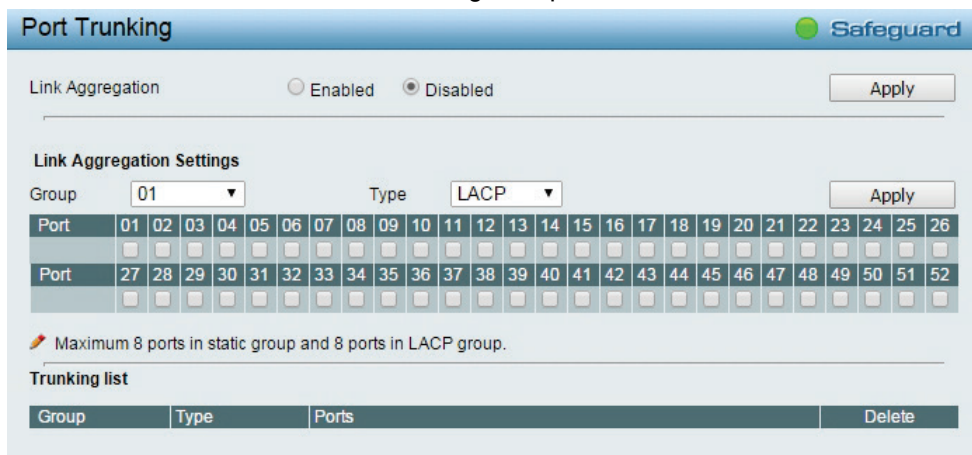 Port Trunking Safeguard
Link Aggregation Enabled Disabled Apply
Link Aggregation Settings
Group 01 Type LACP Apply
Port 01 02 03 04 05 06 07 08 09 10 11 12 13 14 15 16 17 18 19 20 21 22 23 24 25 26
Port 27 28 29 30 31 32 33 34 35 36 37 38 39 40 41 42 43 44 45 46 47 48 49 50 51 52
Maximum 8 ports in static group and 8 ports in LACP group.
Trunking list
Group Type Ports Delete